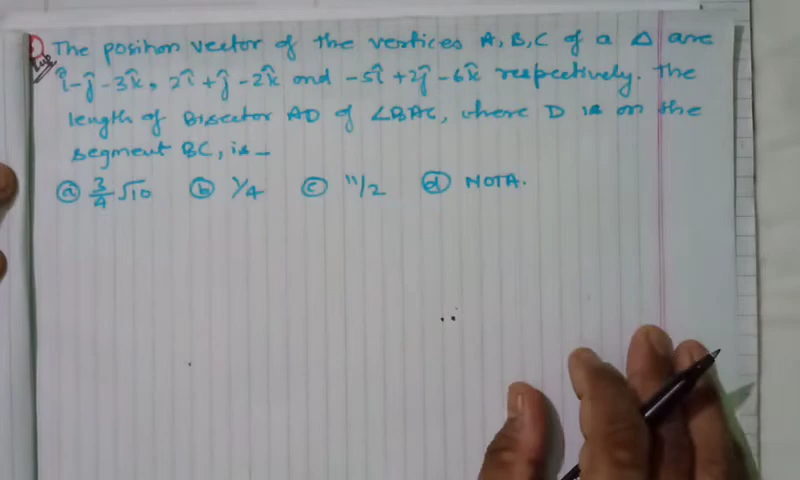 The position vector of the vertices A, B, C of a Δ are
î-ĵ-3k̂, 2î+ĵ-2k̂ and -5î+2ĵ-6k̂ respectively. The
length of Bisector AD of ∠BAC, where D is on the
segment BC, is -
ⓐ 3/4 √10 ⓑ 1/4 ⓒ 11/2 ⓓ NOTA.